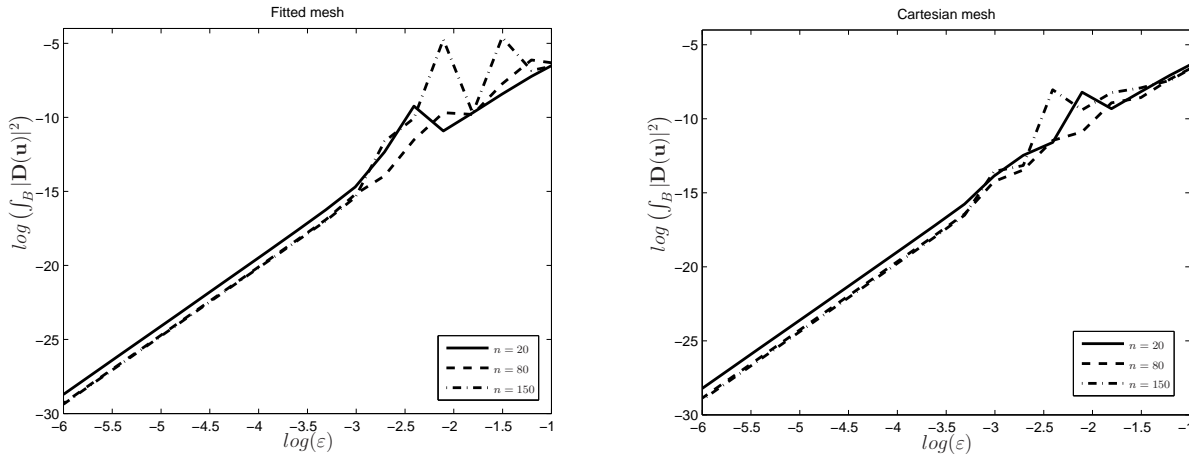 Fitted mesh
−5
−10
−15
−20
−25
−30
−6 −5.5 −5 −4.5 −4 −3.5 −3 −2.5 −2 −1.5 −1
log(ε)
log (∫_B |D(u)|²)
n = 20
n = 80
n = 150
Cartesian mesh
−5
−10
−15
−20
−25
−30
−6 −5.5 −5 −4.5 −4 −3.5 −3 −2.5 −2 −1.5 −1
log(ε)
log (∫_B |D(u)|²)
n = 20
n = 80
n = 150